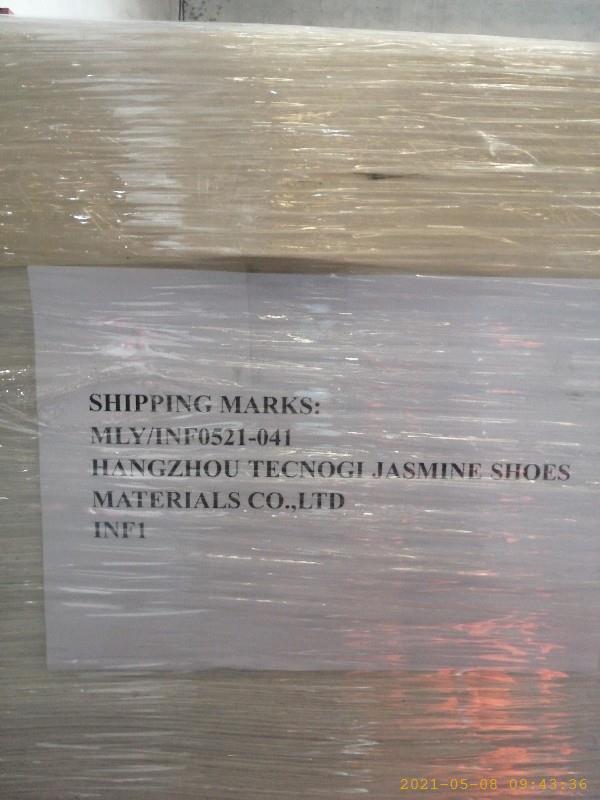 SHIPPING MARKS:
MLY/INF0521-041
HANGZHOU TECNOGI JASMINE SHOES
MATERIALS CO.,LTD
INF1
2021-05-08 09:43:36